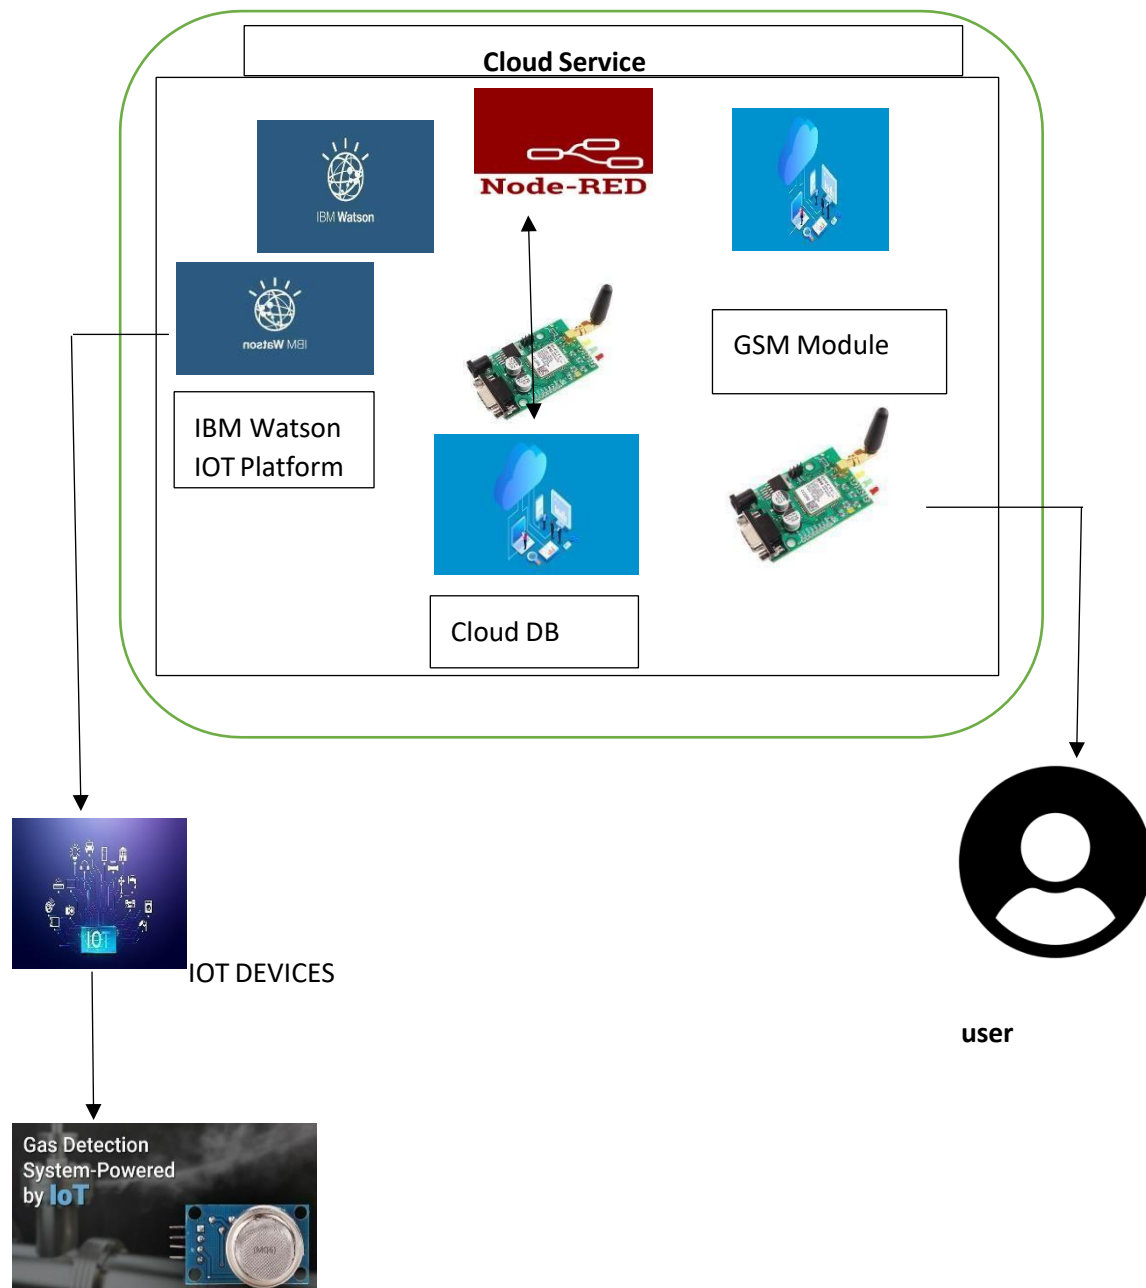 Cloud Service
IBM Watson
Node-RED
IBM Watson
GSM Module
IBM Watson
IOT Platform
Cloud DB
IOT
IOT DEVICES
user
Gas Detection
System-Powered
by IoT
(MQ6)